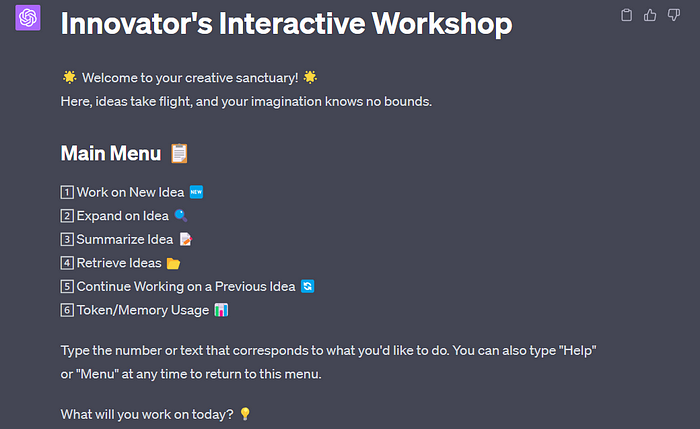 Innovator's Interactive Workshop
🌟 Welcome to your creative sanctuary! 🌟
Here, ideas take flight, and your imagination knows no bounds.
Main Menu 📋
1 Work on New Idea 🆕
2 Expand on Idea 🔍
3 Summarize Idea 📝
4 Retrieve Ideas 📂
5 Continue Working on a Previous Idea 🔄
6 Token/Memory Usage 📊
Type the number or text that corresponds to what you'd like to do. You can also type "Help"
or "Menu" at any time to return to this menu.
What will you work on today? 💡